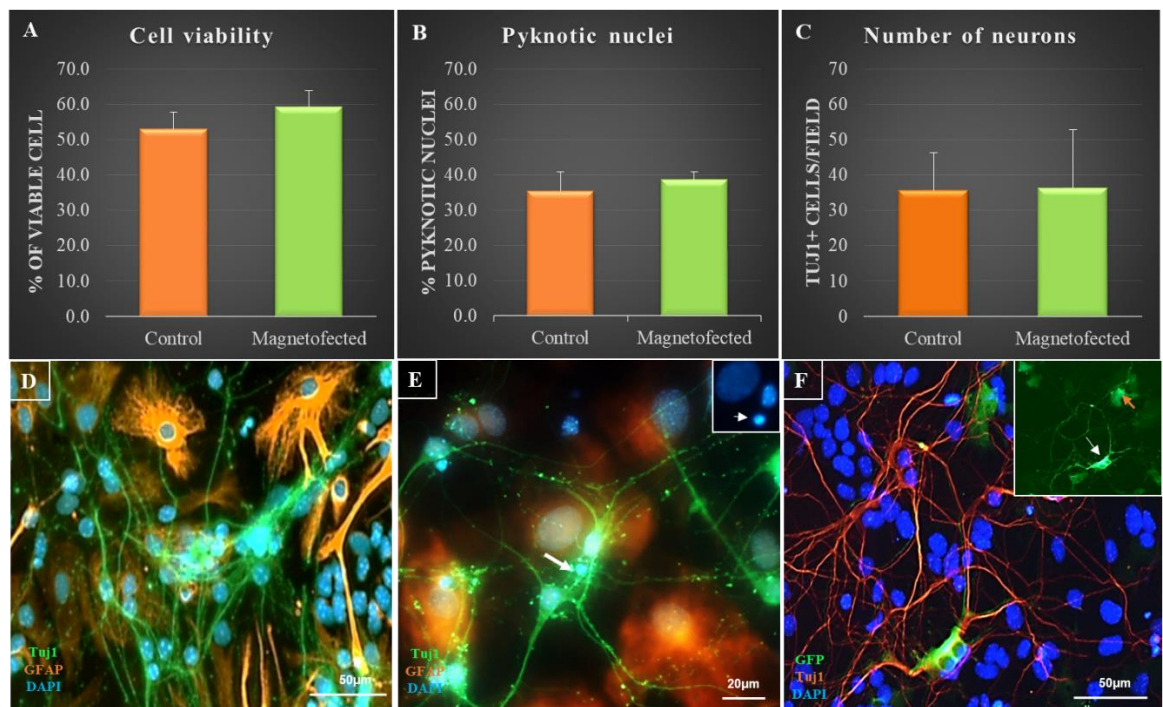 A
Cell viability
% OF VIABLE CELL
70.0
60.0
50.0
40.0
30.0
20.0
10.0
0.0
Control
Magnetofected
B
Pyknotic nuclei
% PYKNOTIC NUCLEI
70.0
60.0
50.0
40.0
30.0
20.0
10.0
0.0
Control
Magnetofected
C
Number of neurons
TUJ1+ CELLS/FIELD
70
60
50
40
30
20
10
0
Control
Magnetofected
D
Tuj1
GFAP
DAPI
50µm
E
Tuj1
GFAP
DAPI
20µm
F
GFP
Tuj1
DAPI
50µm